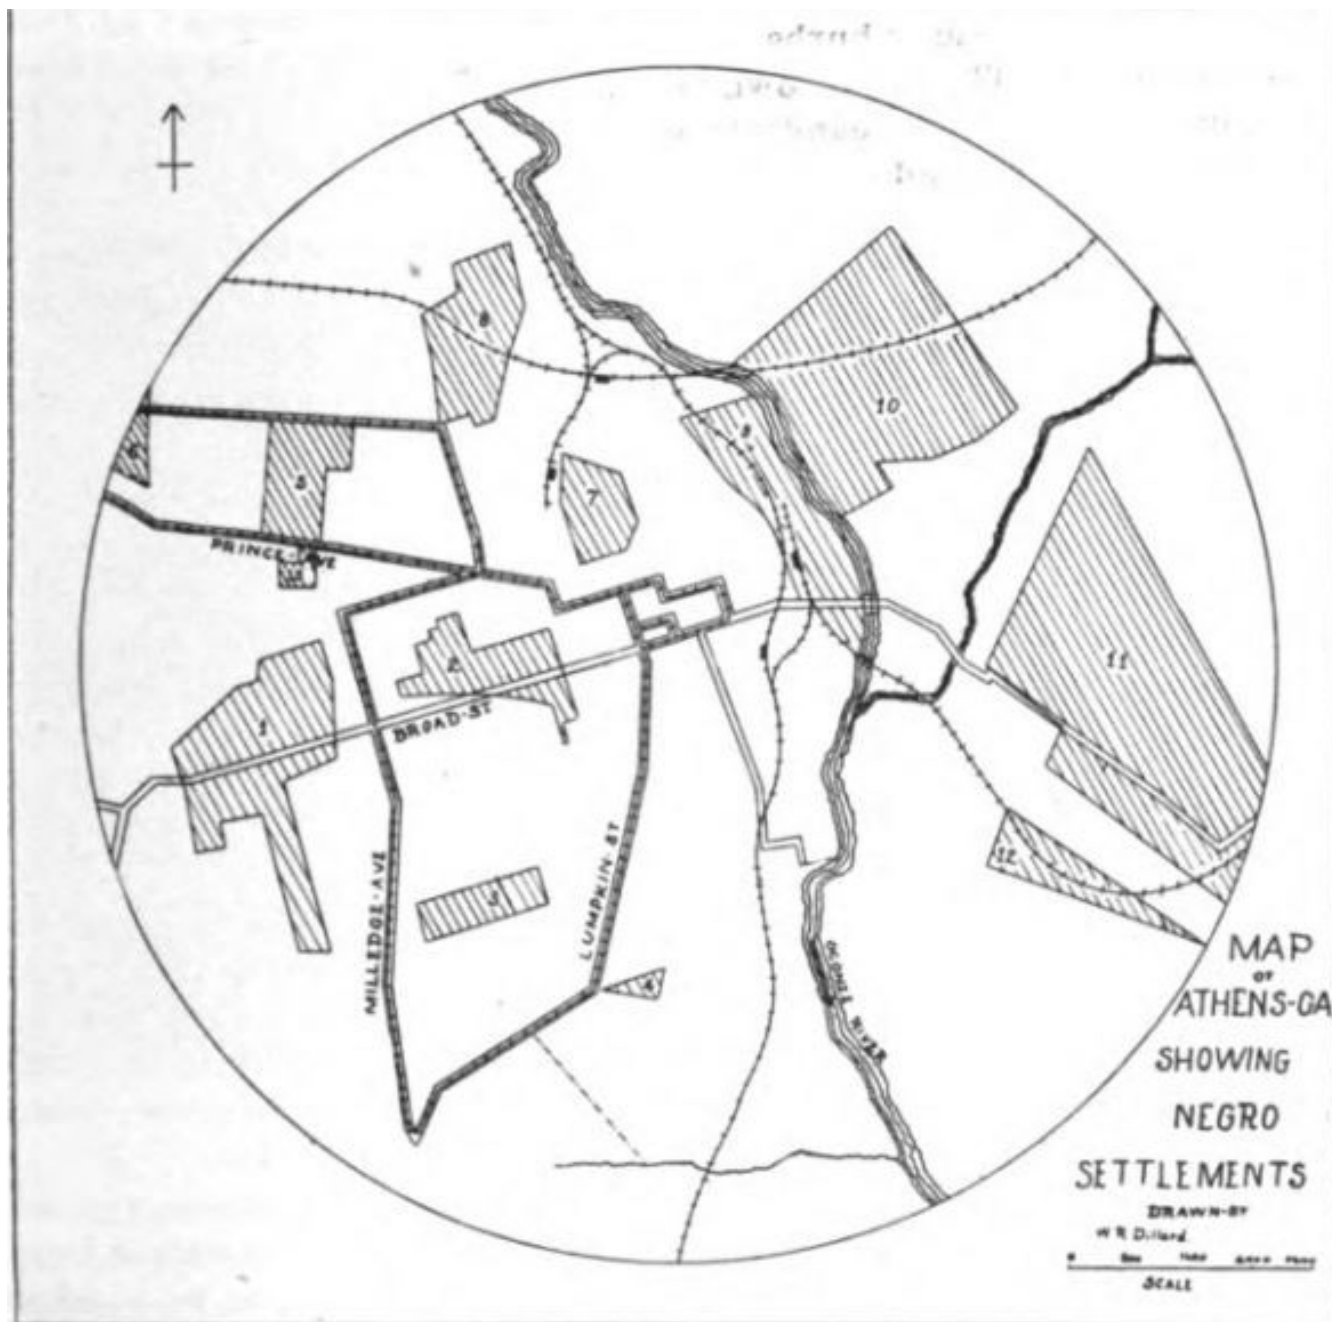 8
10
9
6
5
7
PRINCE AVE
11
2
1
BROAD-ST
12
3
LUMPKIN-ST
MILLEDGE-AVE
4
OCONEE RIVER
MAP
OF
ATHENS-GA
SHOWING
NEGRO
SETTLEMENTS
DRAWN-BY
W R Dillard
SCALE